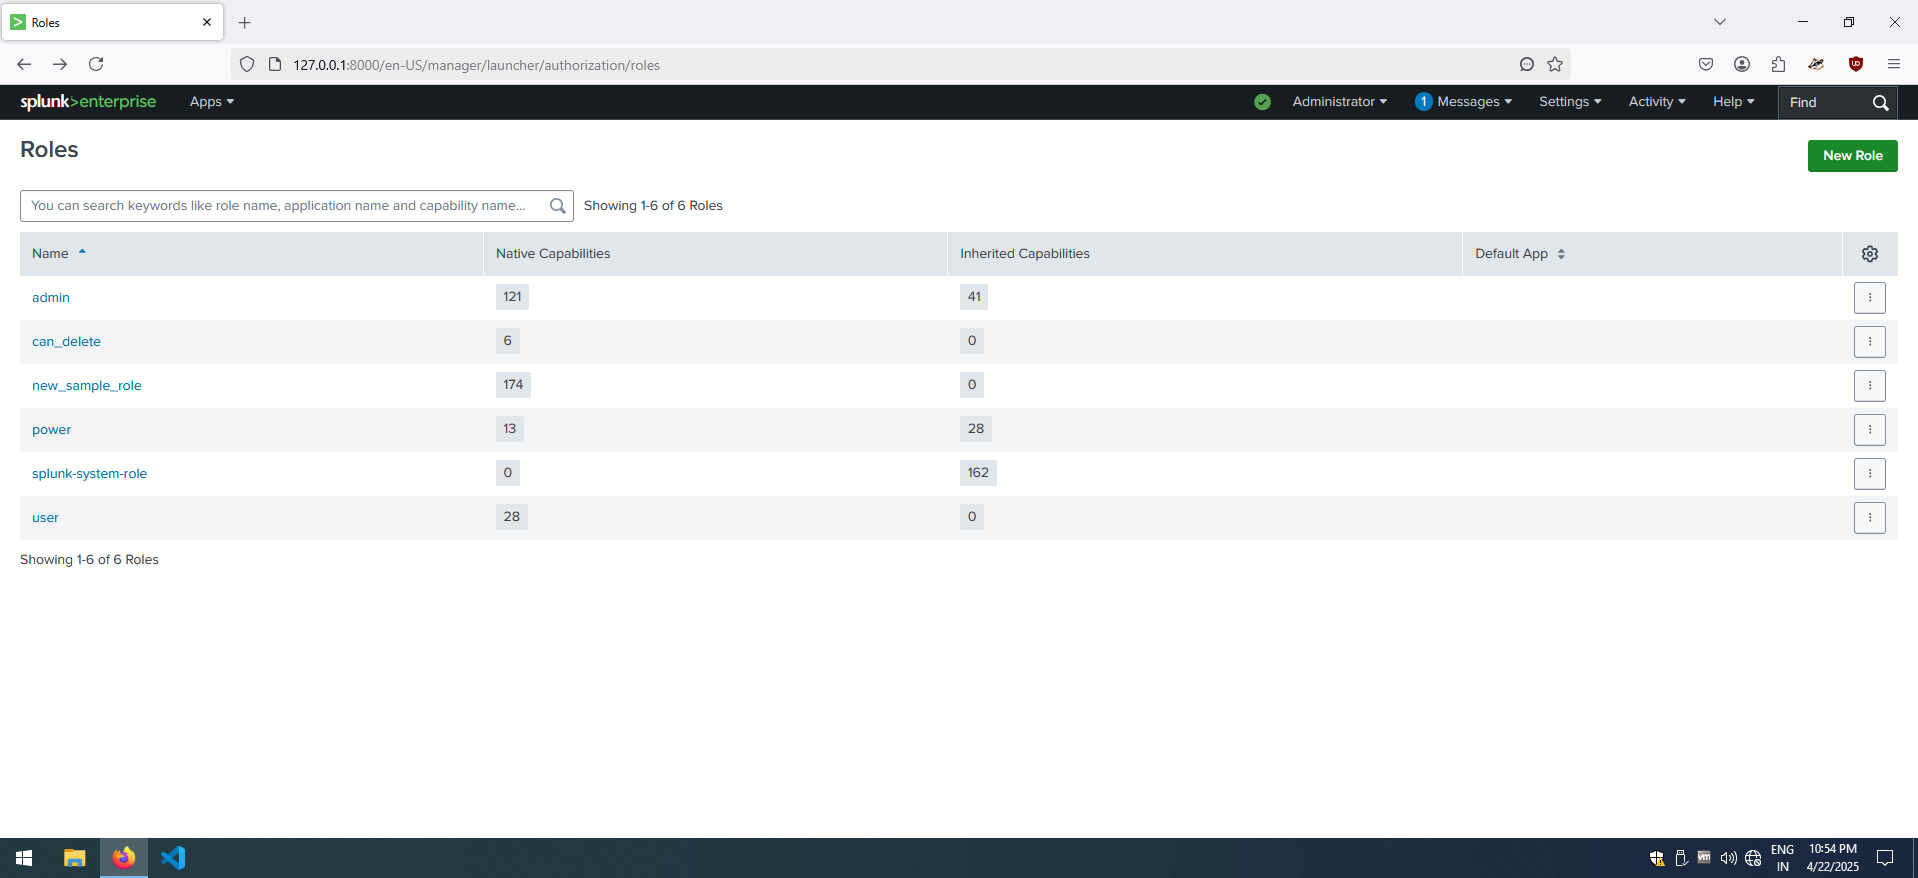 Roles
127.0.0.1:8000/en-US/manager/launcher/authorization/roles
splunk>enterprise Apps Administrator 1 Messages Settings Activity Help Find
Roles
New Role
You can search keywords like role name, application name and capability name... Showing 1-6 of 6 Roles
Name Native Capabilities Inherited Capabilities Default App
admin 121 41
can_delete 6 0
new_sample_role 174 0
power 13 28
splunk-system-role 0 162
user 28 0
Showing 1-6 of 6 Roles
ENG 10:54 PM
IN 4/22/2025